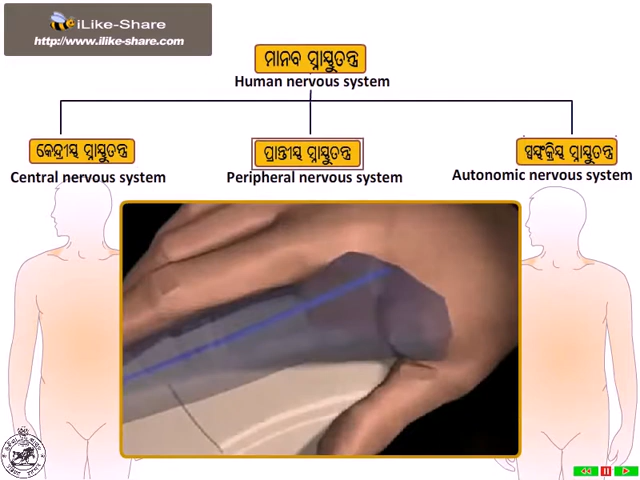 iLike-Share
http://www.ilike-share.com
ମାନବ ସ୍ନାୟୁତନ୍ତ୍ର
Human nervous system
କେନ୍ଦ୍ରୀୟ ସ୍ନାୟୁତନ୍ତ୍ର
ପ୍ରାନ୍ତୀୟ ସ୍ନାୟୁତନ୍ତ୍ର
ସ୍ଵୟଂକ୍ରିୟ ସ୍ନାୟୁତନ୍ତ୍ର
Central nervous system
Peripheral nervous system
Autonomic nervous system